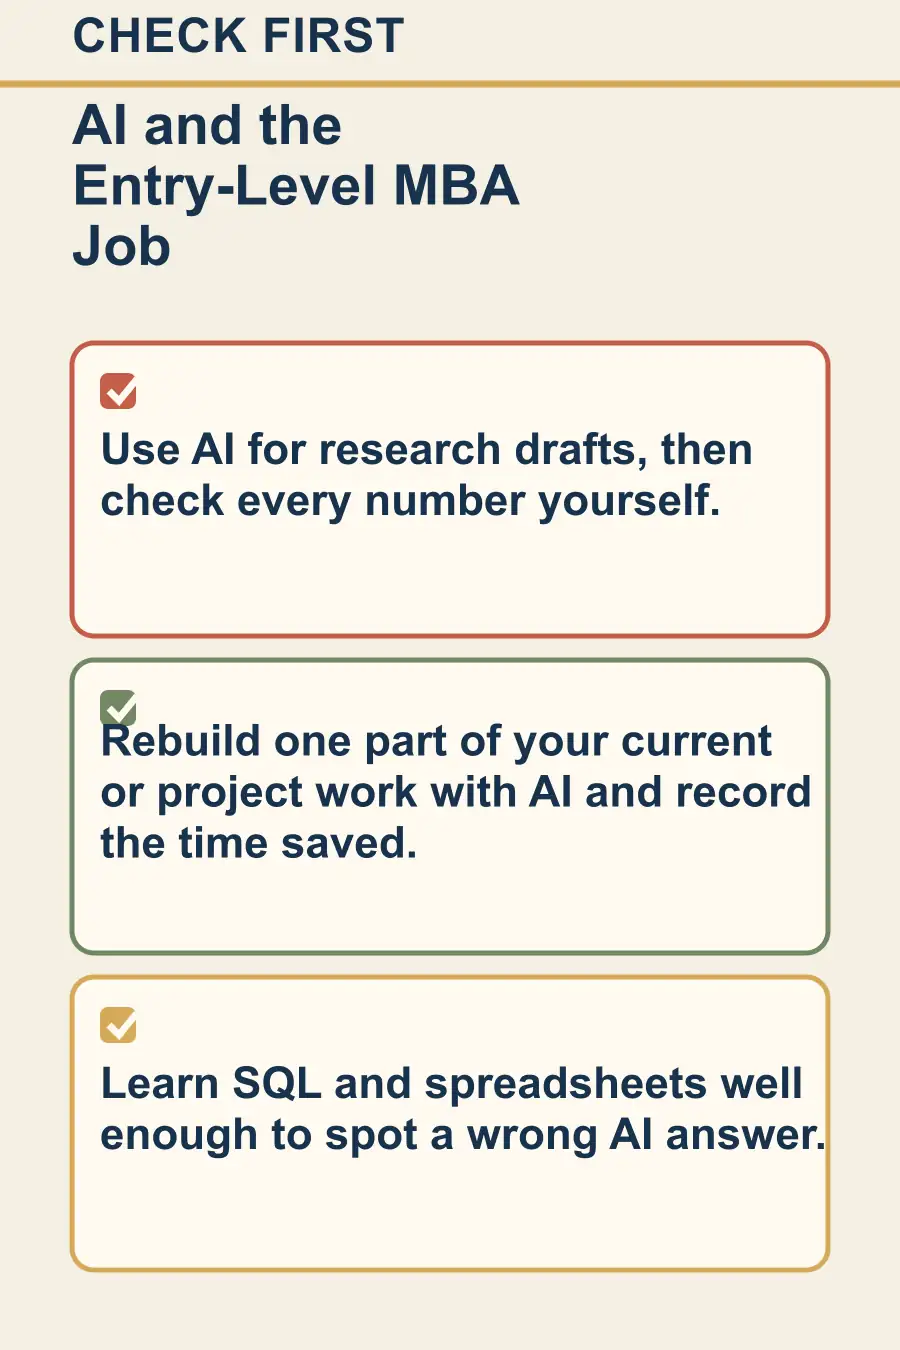 CHECK FIRST
AI and the
Entry-Level MBA
Job
Use AI for research drafts, then
check every number yourself.
Rebuild one part of your current
or project work with AI and record
the time saved.
Learn SQL and spreadsheets well
enough to spot a wrong AI answer.